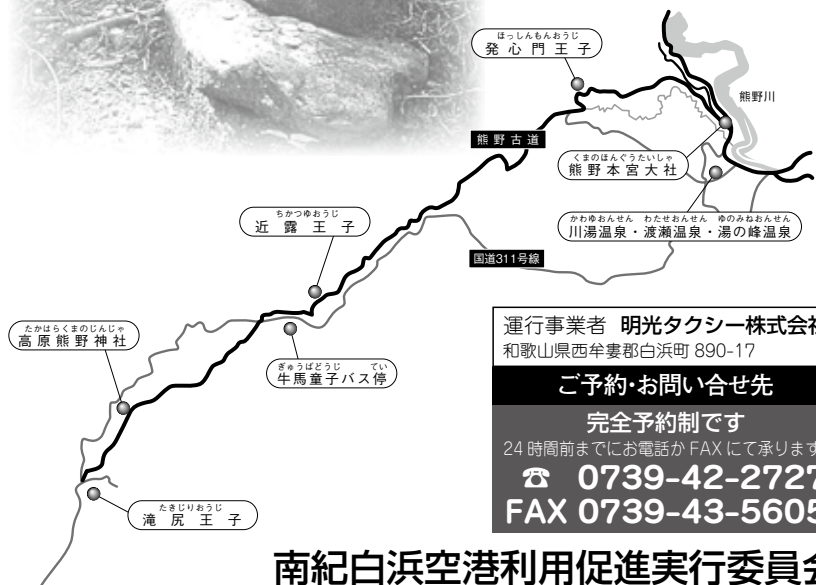 ほっしんもんおうじ
発心門王子
熊野川
熊野古道
くまのほんぐうたいしゃ
熊野本宮大社
かわゆおんせん わたせおんせん ゆのみねおんせん
川湯温泉・渡瀬温泉・湯の峰温泉
ちかつゆおうじ
近露王子
国道311号線
たかはらくまのじんじゃ
高原熊野神社
ぎゅうばどうじ てい
牛馬童子バス停
たきじりおうじ
滝尻王子
運行事業者 明光タクシー株式会社
和歌山県西牟婁郡白浜町 890-17
ご予約・お問い合せ先
完全予約制です
24 時間前までにお電話か FAX にて承ります
☎ 0739-42-2727
FAX 0739-43-5605
南紀白浜空港利用促進実行委員会